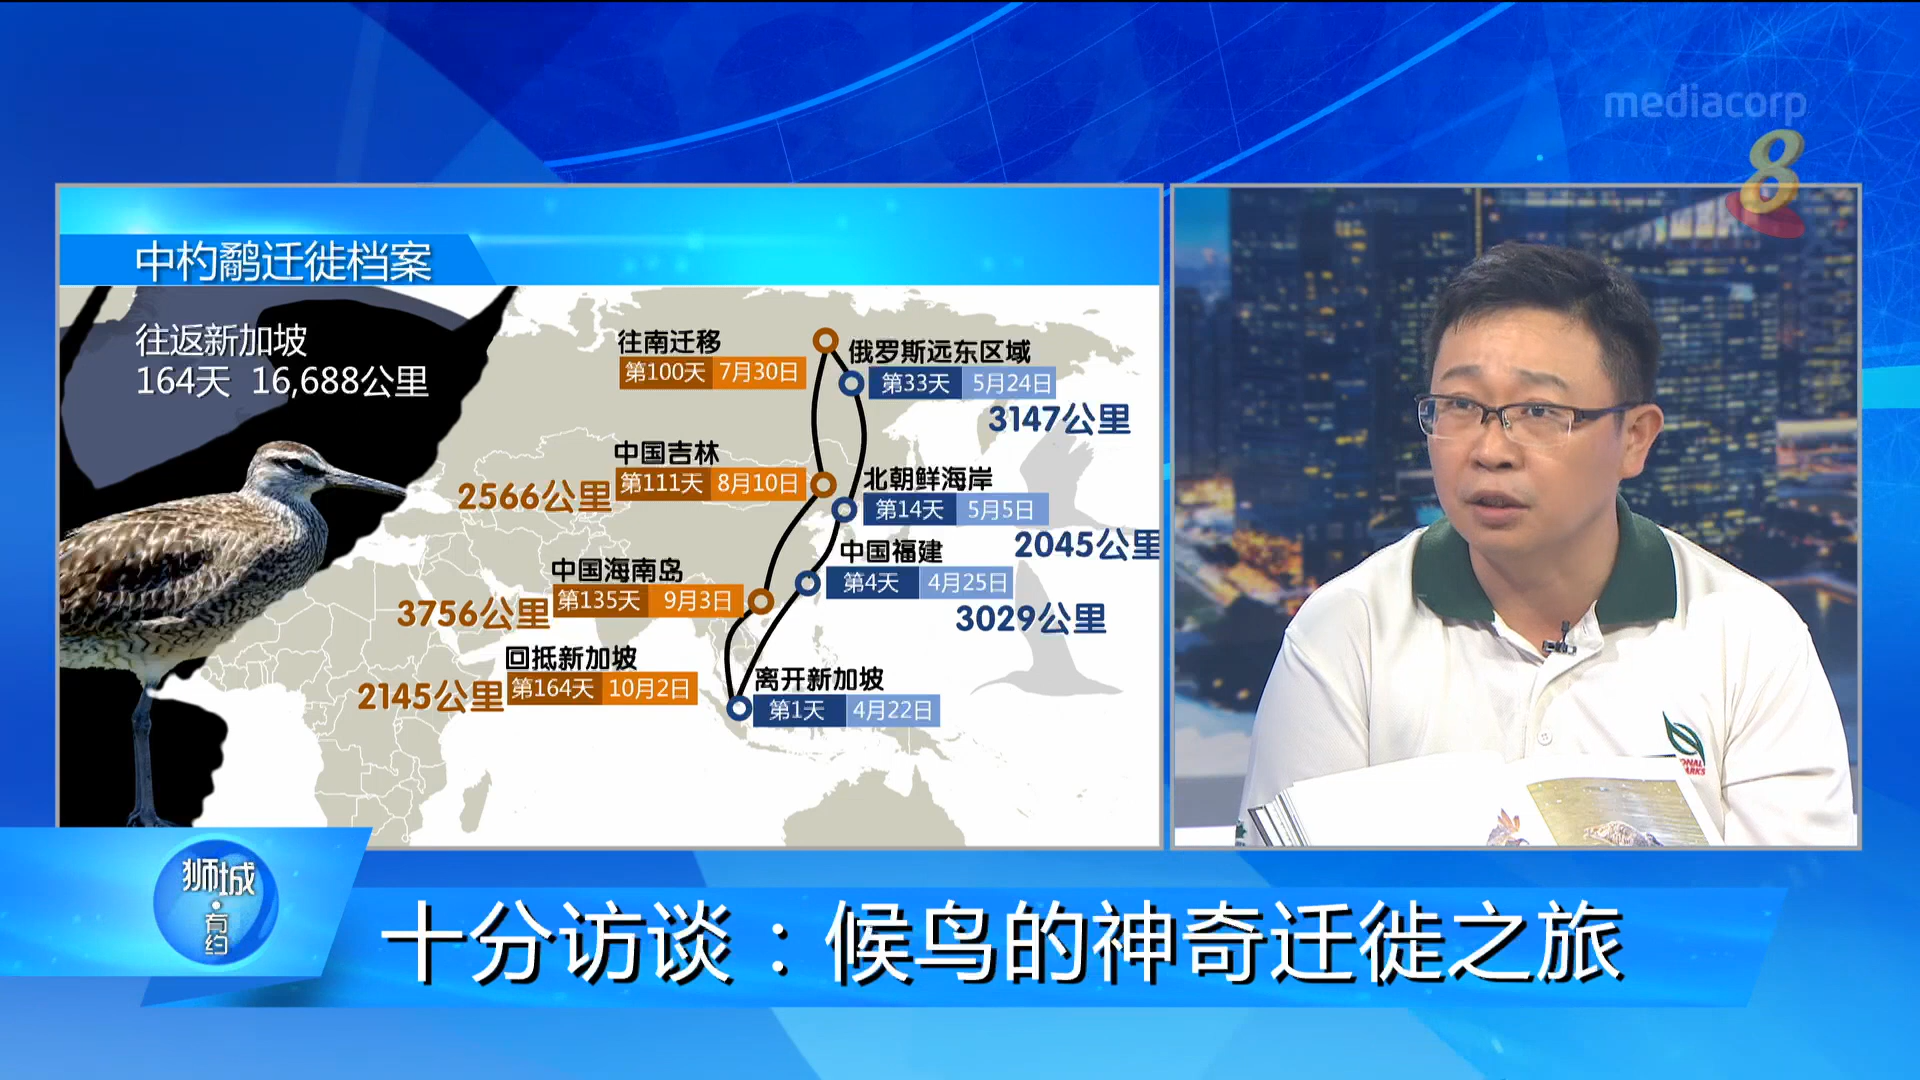 mediacorp
8
中杓鹬迁徙档案
往返新加坡
164天 16,688公里
往南迁移
第100天 7月30日
俄罗斯远东区域
第33天 5月24日
3147公里
中国吉林
第111天 8月10日
2566公里
北朝鲜海岸
第14天 5月5日
2045公里
中国福建
第4天 4月25日
3029公里
中国海南岛
第135天 9月3日
3756公里
回抵新加坡
第164天 10月2日
2145公里
离开新加坡
第1天 4月22日
狮城·有约
十分访谈：候鸟的神奇迁徙之旅